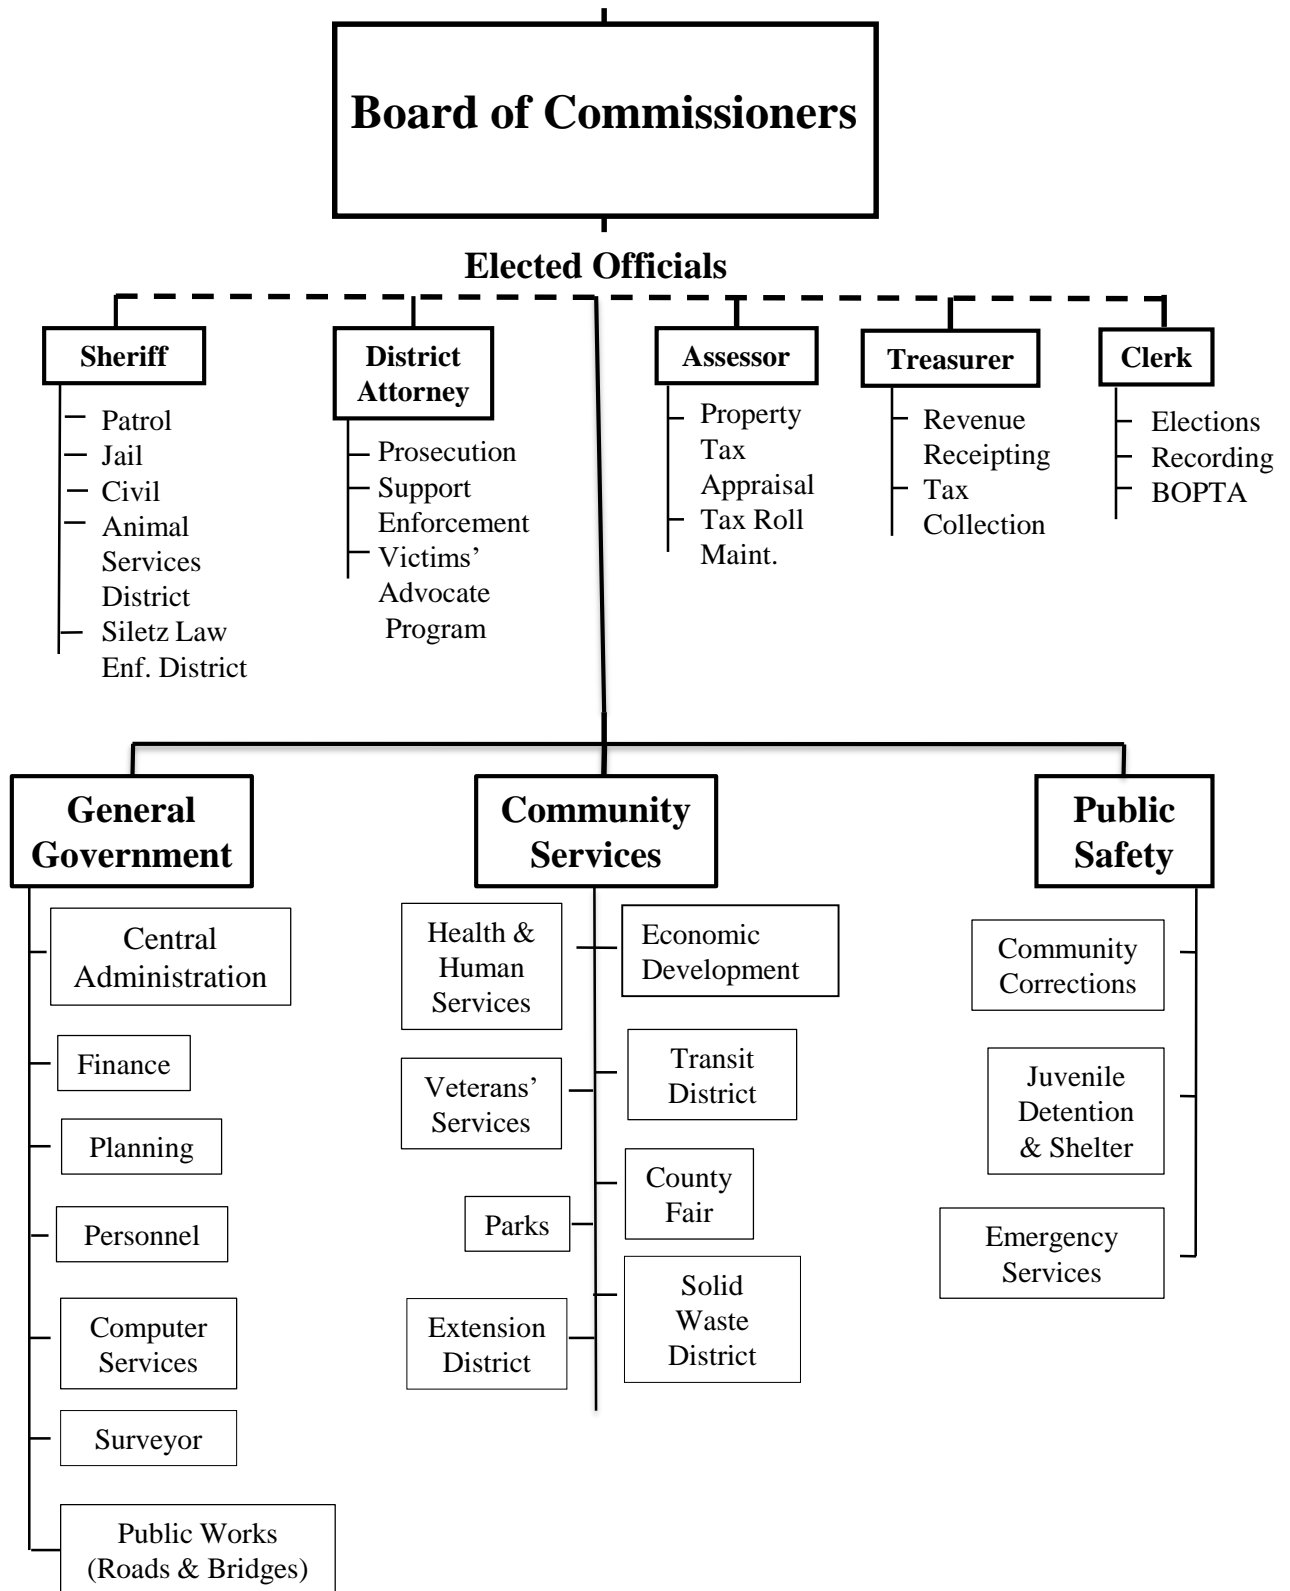 Board of Commissioners
Elected Officials
Sheriff
Patrol
Jail
Civil
Animal
Services
District
Siletz Law
Enf. District
District
Attorney
Prosecution
Support
Enforcement
Victims’
Advocate
Program
Assessor
Property
Tax
Appraisal
Tax Roll
Maint.
Treasurer
Revenue
Receipting
Tax
Collection
Clerk
Elections
Recording
BOPTA
General
Government
Central
Administration
Finance
Planning
Personnel
Computer
Services
Surveyor
Public Works
(Roads & Bridges)
Community
Services
Health &
Human
Services
Economic
Development
Veterans’
Services
Transit
District
Parks
County
Fair
Extension
District
Solid
Waste
District
Public
Safety
Community
Corrections
Juvenile
Detention
& Shelter
Emergency
Services